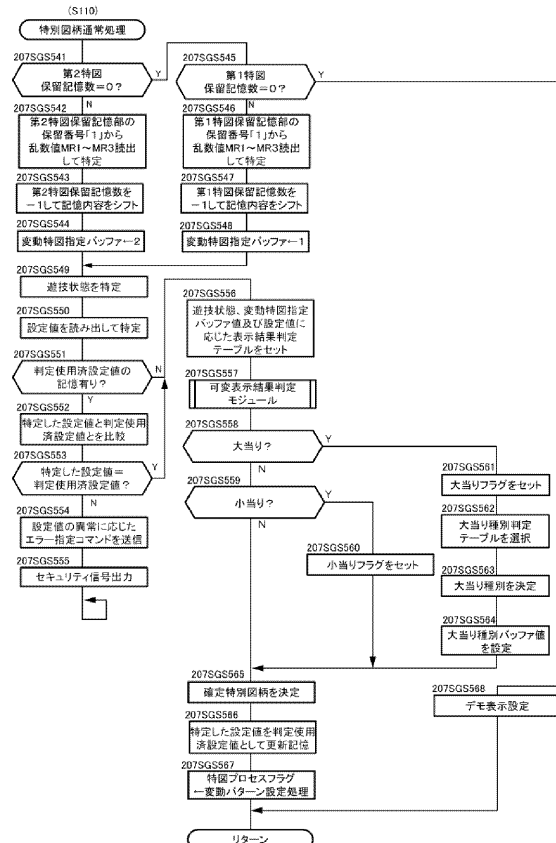 (S110)
特別図柄通常処理
207SGS541
第2特図
保留記憶数=0?
Y
N
207SGS542
第2特図保留記憶部の
保留番号「1」から
乱数値MR1~MR3読出
して特定
207SGS543
第2特図保留記憶数を
-1して記憶内容をシフト
207SGS544
変動特図指定バッファ←2
207SGS545
第1特図
保留記憶数=0?
Y
N
207SGS546
第1特図保留記憶部の
保留番号「1」から
乱数値MR1~MR3読出
して特定
207SGS547
第1特図保留記憶数を
-1して記憶内容をシフト
207SGS548
変動特図指定バッファ←1
207SGS549
遊技状態を特定
207SGS550
設定値を読み出して特定
207SGS551
判定使用済設定値の
記憶有り?
N
Y
207SGS552
特定した設定値と判定使用
済設定値とを比較
207SGS553
特定した設定値=
判定使用済設定値?
Y
N
207SGS554
設定値の異常に応じた
エラー指定コマンドを送信
207SGS555
セキュリティ信号出力
207SGS556
遊技状態、変動特図指定
バッファ値及び設定値に
応じた表示結果判定
テーブルをセット
207SGS557
可変表示結果判定
モジュール
207SGS558
大当り?
Y
N
207SGS559
小当り?
Y
N
207SGS560
小当りフラグをセット
207SGS561
大当りフラグをセット
207SGS562
大当り種別判定
テーブルを選択
207SGS563
大当り種別を決定
207SGS564
大当り種別バッファ値
を設定
207SGS565
確定特別図柄を決定
207SGS566
特定した設定値を判定使用
済設定値として更新記憶
207SGS567
特図プロセスフラグ
←変動パターン設定処理
207SGS568
デモ表示設定
リターン